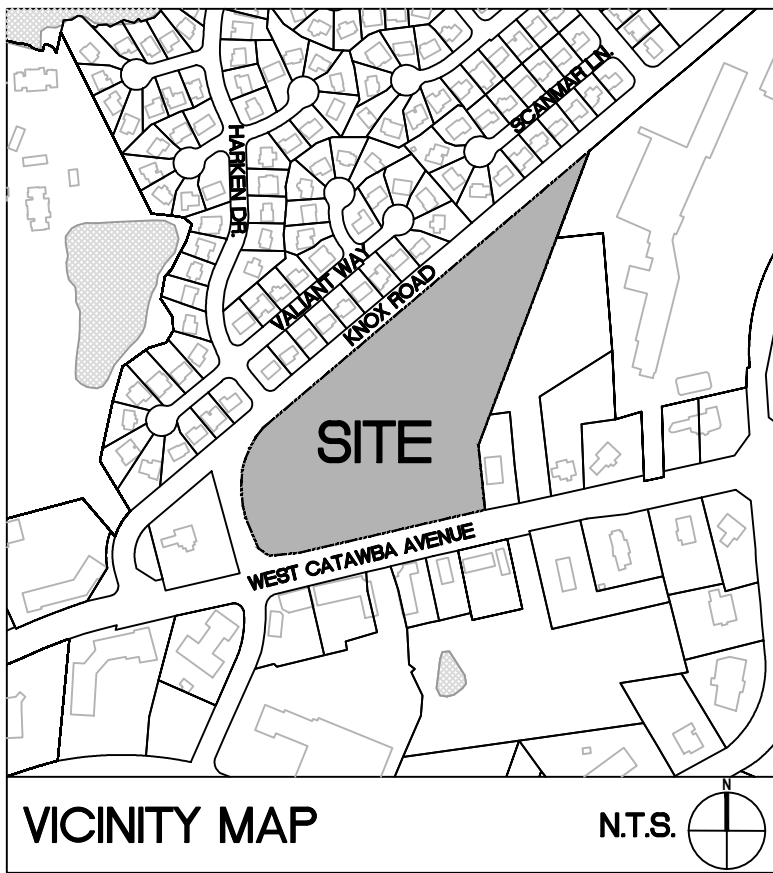 SCANMAR LN.
HARKEN DR.
VALIANT WAY
KNOX ROAD
SITE
WEST CATAWBA AVENUE
VICINITY MAP
N.T.S.
N